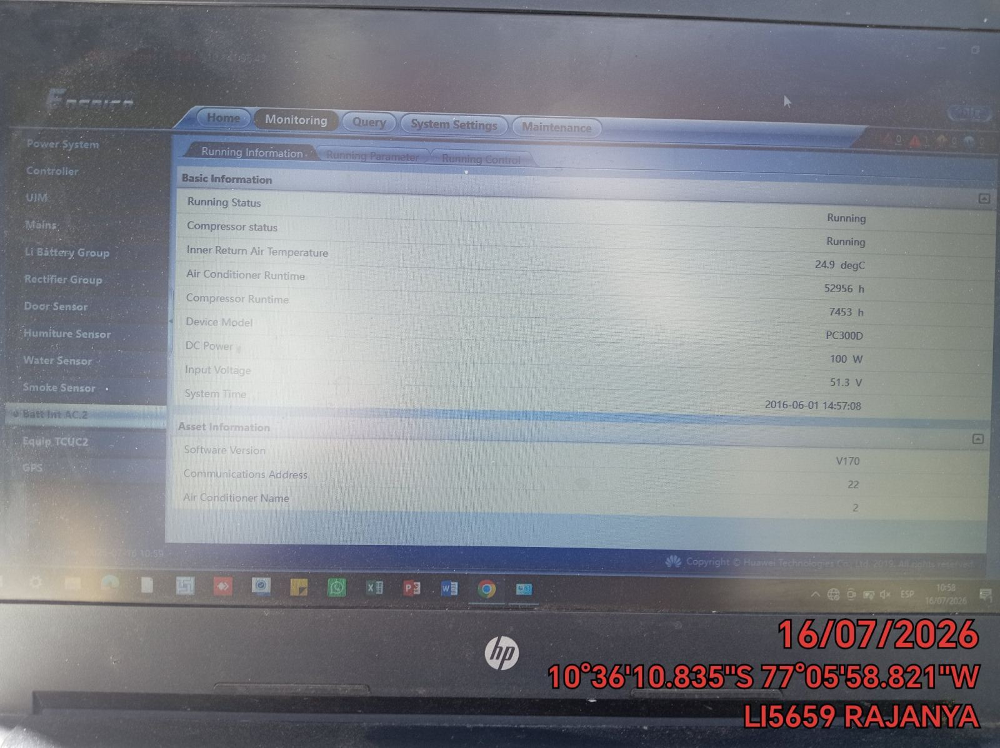 Home Monitoring Query System Settings Maintenance
Running Information Running Parameter Running Control
Power System
Controller
UIM
Mains
Li Battery Group
Rectifier Group
Door Sensor
Humiture Sensor
Water Sensor
Smoke Sensor
Batt Int AC.2
Equip TCUC2
GPS
Basic Information
Running Status Running
Compressor status Running
Inner Return Air Temperature 24.9 degC
Air Conditioner Runtime 52956 h
Compressor Runtime 7453 h
Device Model PC300D
DC Power 100 W
Input Voltage 51.3 V
System Time 2016-06-01 14:57:08
Asset Information
Software Version V170
Communications Address 22
Air Conditioner Name 2
10:59
Copyright © Huawei Technologies Co., Ltd. 2019. All rights reserved.
ESP
10:58
16/07/2026
hp
16/07/2026
10°36'10.835"S 77°05'58.821"W
LI5659 RAJANYA